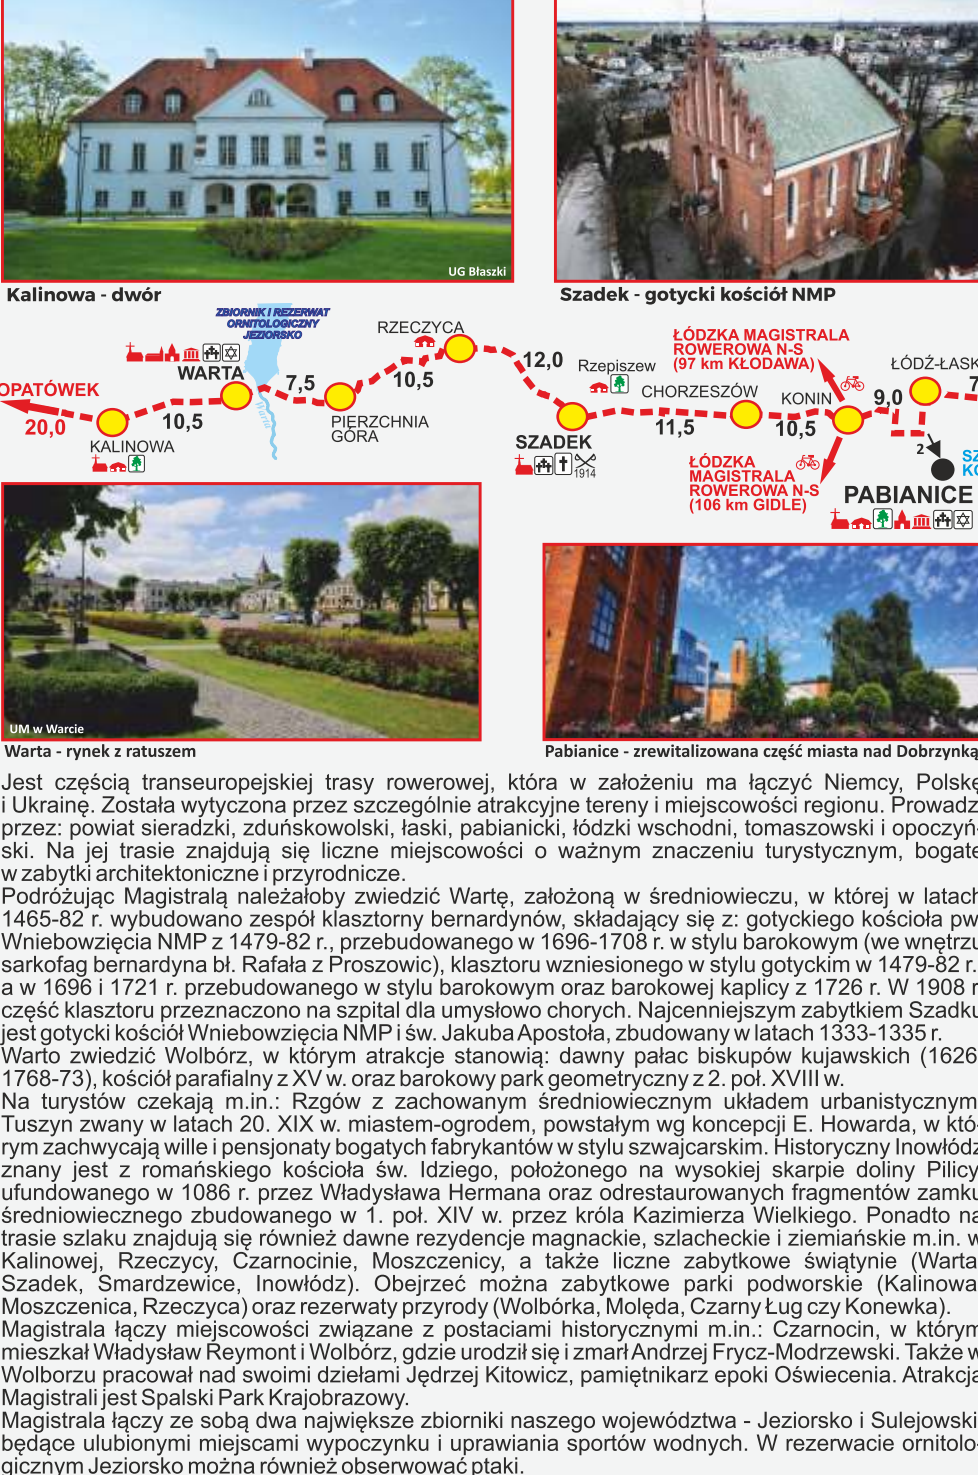 UG Błaszki
Kalinowa - dwór
Szadek - gotycki kościół NMP
ZBIORNIK I REZERWAT
ORNITOLOGICZNY
JEZIORSKO
RZECZYCA
WARTA
OPATÓWEK
20,0
KALINOWA
10,5
Warta
7,5
PIERZCHNIA
GÓRA
10,5
12,0
Rzepiszew
SZADEK
1914
ŁÓDZKA MAGISTRALA
ROWEROWA N-S
(97 km KŁODAWA)
CHORZESZÓW
11,5
KONIN
10,5
ŁÓDZKA
MAGISTRALA
ROWEROWA N-S
(106 km GIDLE)
9,0
ŁÓDŹ-ŁASK
7
2
SZ
KO
PABIANICE
UM w Warcie
Warta - rynek z ratuszem
Pabianice - zrewitalizowana część miasta nad Dobrzynką
Jest częścią transeuropejskiej trasy rowerowej, która w założeniu ma łączyć Niemcy, Polskę
i Ukrainę. Została wytyczona przez szczególnie atrakcyjne tereny i miejscowości regionu. Prowadzi
przez: powiat sieradzki, zduńskowolski, łaski, pabianicki, łódzki wschodni, tomaszowski i opoczyń-
ski. Na jej trasie znajdują się liczne miejscowości o ważnym znaczeniu turystycznym, bogate
w zabytki architektoniczne i przyrodnicze.
Podróżując Magistralą należałoby zwiedzić Wartę, założoną w średniowieczu, w której w latach
1465-82 r. wybudowano zespół klasztorny bernardynów, składający się z: gotyckiego kościoła pw.
Wniebowzięcia NMP z 1479-82 r., przebudowanego w 1696-1708 r. w stylu barokowym (we wnętrzu
sarkofag bernardyna bł. Rafała z Proszowic), klasztoru wzniesionego w stylu gotyckim w 1479-82 r.,
a w 1696 i 1721 r. przebudowanego w stylu barokowym oraz barokowej kaplicy z 1726 r. W 1908 r.
część klasztoru przeznaczono na szpital dla umysłowo chorych. Najcenniejszym zabytkiem Szadku
jest gotycki kościół Wniebowzięcia NMP i św. Jakuba Apostoła, zbudowany w latach 1333-1335 r.
Warto zwiedzić Wolbórz, w którym atrakcje stanowią: dawny pałac biskupów kujawskich (1626,
1768-73), kościół parafialny z XV w. oraz barokowy park geometryczny z 2. poł. XVIII w.
Na turystów czekają m.in.: Rzgów z zachowanym średniowiecznym układem urbanistycznym,
Tuszyn zwany w latach 20. XIX w. miastem-ogrodem, powstałym wg koncepcji E. Howarda, w któ-
rym zachwycają wille i pensjonaty bogatych fabrykantów w stylu szwajcarskim. Historyczny Inowłódz
znany jest z romańskiego kościoła św. Idziego, położonego na wysokiej skarpie doliny Pilicy,
ufundowanego w 1086 r. przez Władysława Hermana oraz odrestaurowanych fragmentów zamku
średniowiecznego zbudowanego w 1. poł. XIV w. przez króla Kazimierza Wielkiego. Ponadto na
trasie szlaku znajdują się również dawne rezydencje magnackie, szlacheckie i ziemiańskie m.in. w
Kalinowej, Rzeczycy, Czarnocinie, Moszczenicy, a także liczne zabytkowe świątynie (Warta,
Szadek, Smardzewice, Inowłódz). Obejrzeć można zabytkowe parki podworskie (Kalinowa,
Moszczenica, Rzeczyca) oraz rezerwaty przyrody (Wolbórka, Molęda, Czarny Ług czy Konewka).
Magistrala łączy miejscowości związane z postaciami historycznymi m.in.: Czarnocin, w którym
mieszkał Władysław Reymont i Wolbórz, gdzie urodził się i zmarł Andrzej Frycz-Modrzewski. Także w
Wolborzu pracował nad swoimi dziełami Jędrzej Kitowicz, pamiętnikarz epoki Oświecenia. Atrakcją
Magistrali jest Spalski Park Krajobrazowy.
Magistrala łączy ze sobą dwa największe zbiorniki naszego województwa - Jeziorsko i Sulejowski,
będące ulubionymi miejscami wypoczynku i uprawiania sportów wodnych. W rezerwacie ornitolo-
gicznym Jeziorsko można również obserwować ptaki.